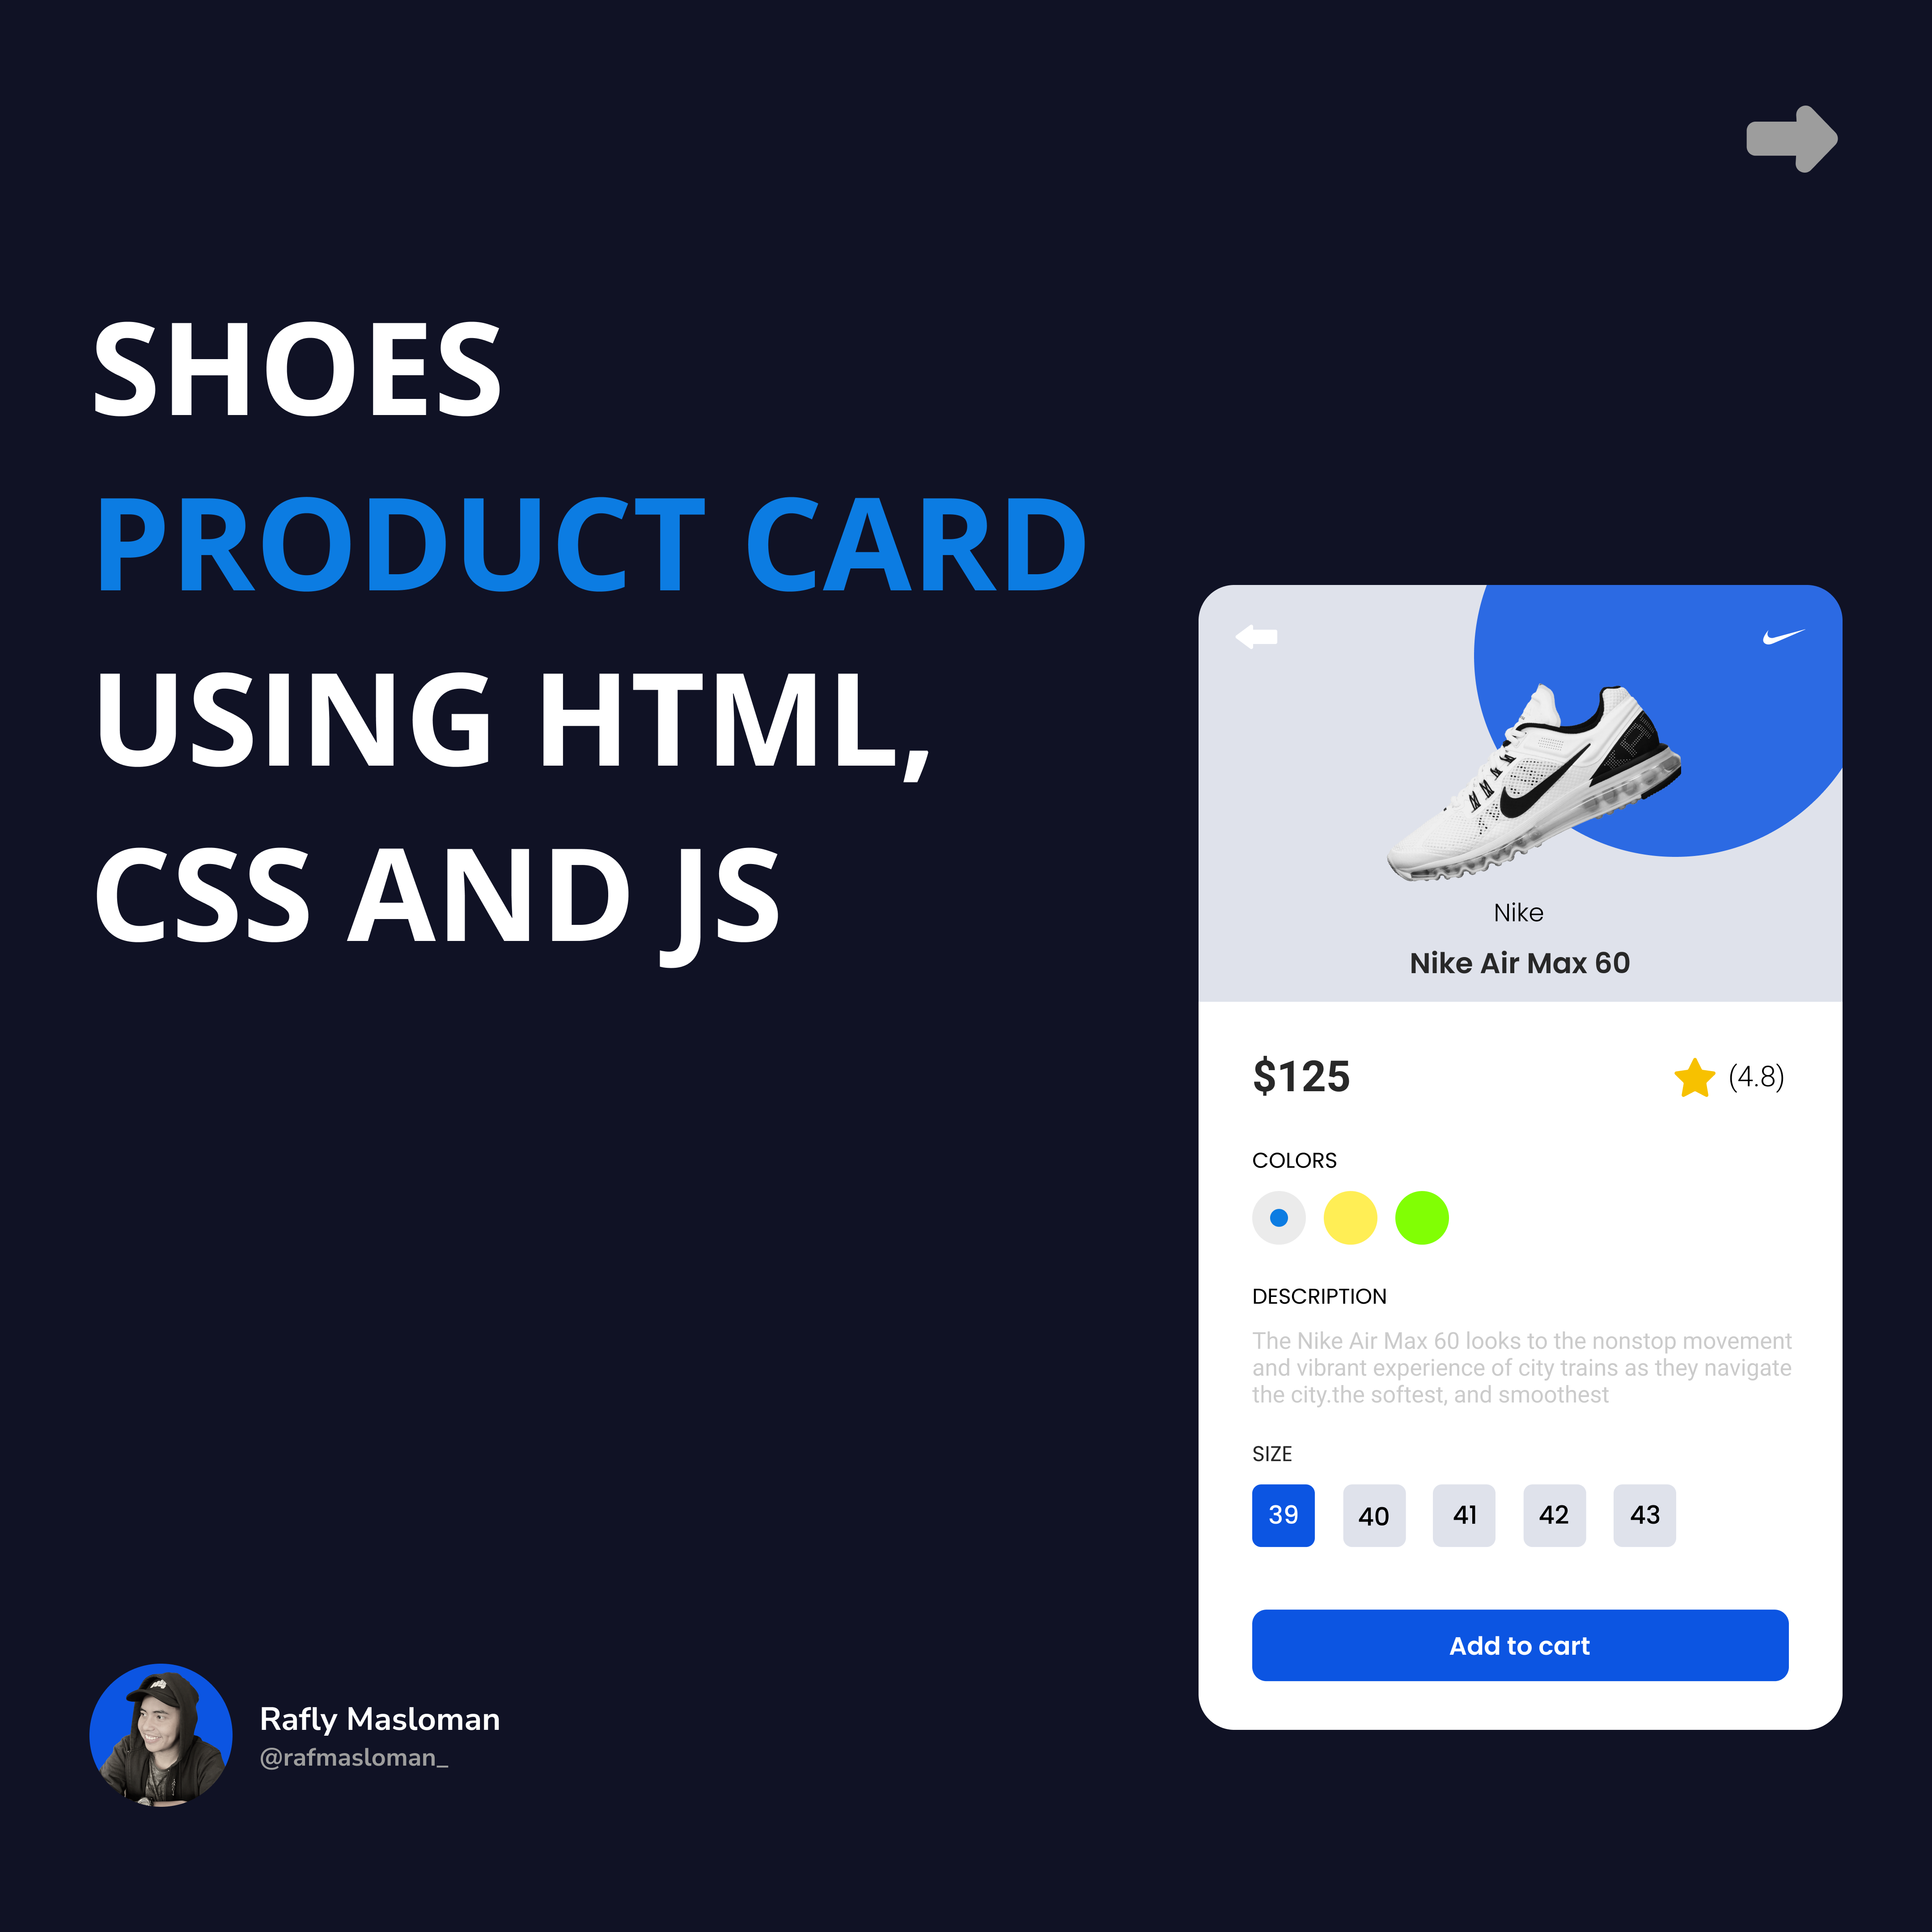 SHOES
PRODUCT CARD
USING HTML,
CSS AND JS
Nike
Nike Air Max 60
$125
(4.8)
COLORS
DESCRIPTION
The Nike Air Max 60 looks to the nonstop movement
and vibrant experience of city trains as they navigate
the city.the softest, and smoothest
SIZE
39 40 41 42 43
Add to cart
Rafly Masloman
@rafmasloman_